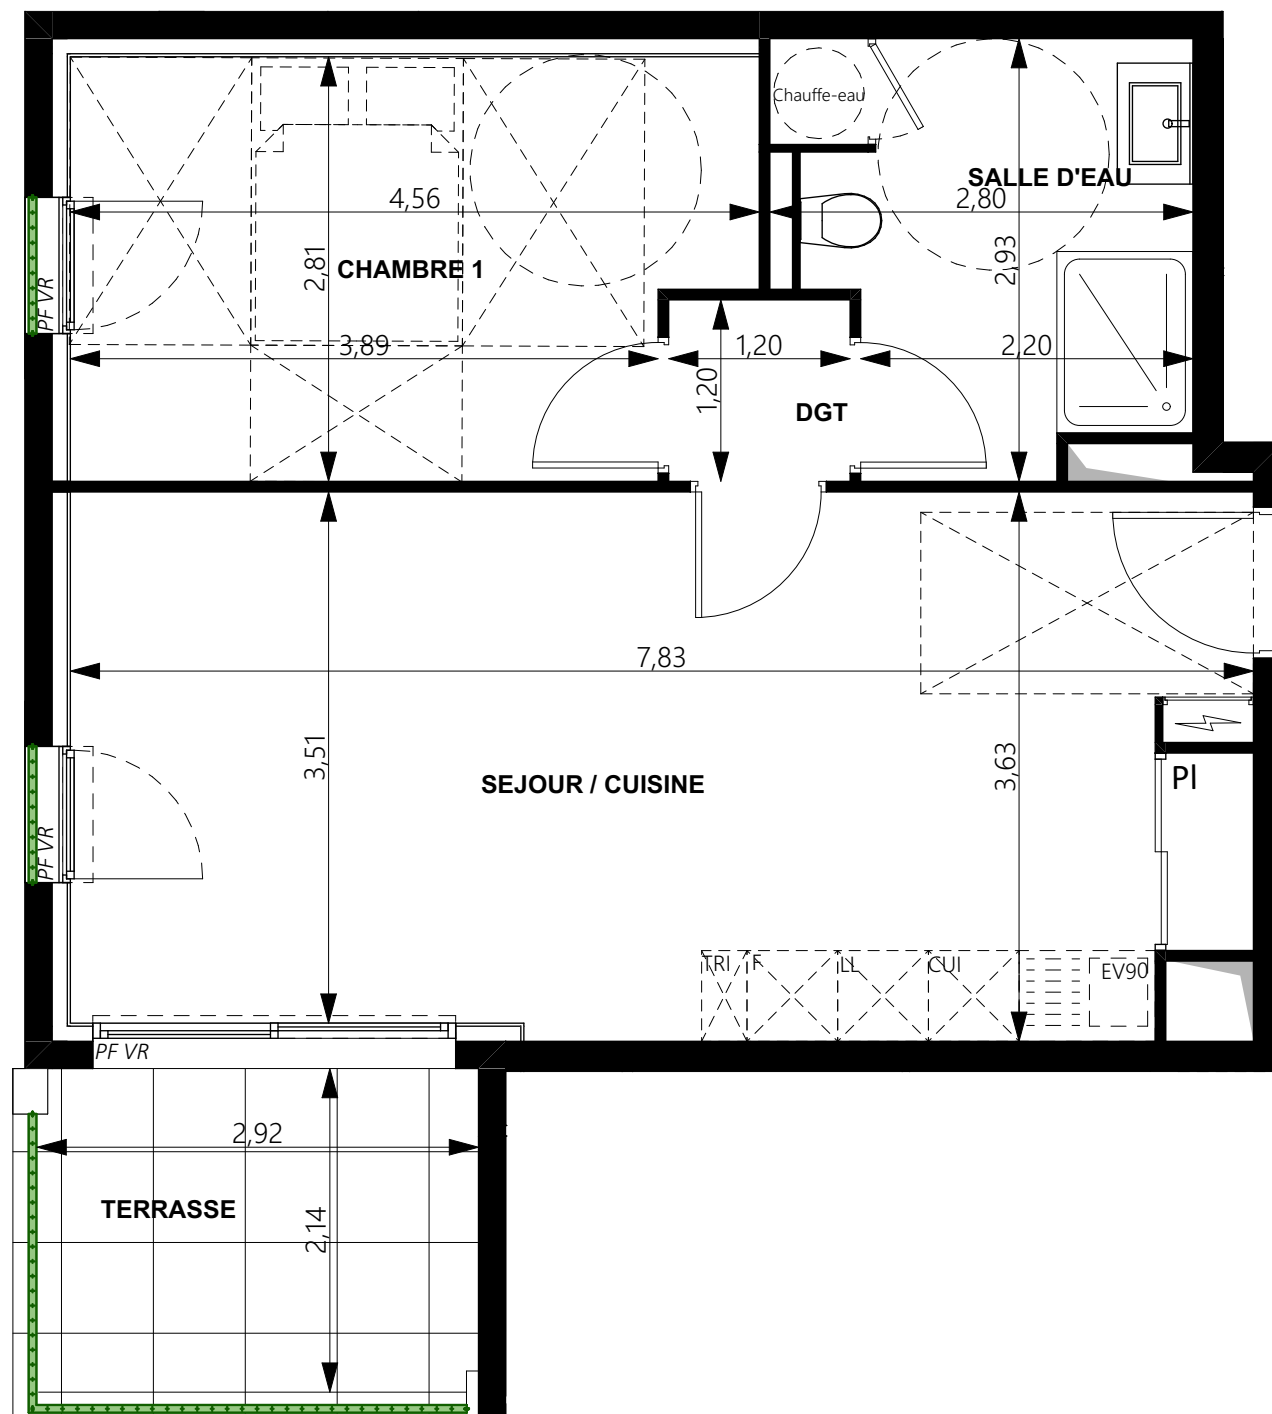 Chauffe-eau
SALLE D'EAU
4,56
2,80
2,81
CHAMBRE 1
2,93
PF VR
3,89
1,20
2,20
1,20
DGT
7,83
3,51
3,63
SEJOUR / CUISINE
Pl
PF VR
TRI
F
LL
CUI
EV90
PF VR
2,92
TERRASSE
2,14